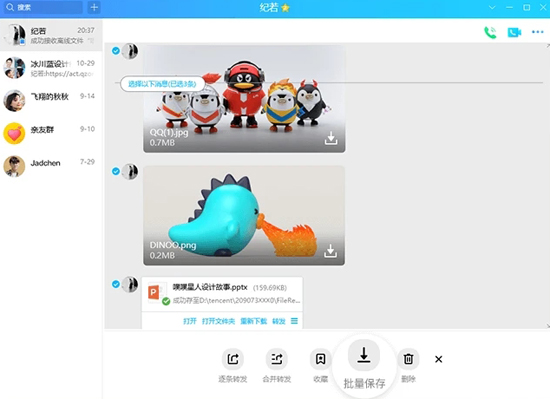 搜索
纪若⭐
纪若 20:37
成功接收离线文件
冰川蓝设计 10-29
纪若:https://act.qzo
飞翔的秋秋 9-14
亲友群 9-10
Jadchen 7-29
选择以下消息(已选3条)
QQ(1).jpg
0.7MB
DINOO.png
0.2MB
噗噗星人设计故事.pptx (159.69KB)
成功存至D:\tencent\209073XXX0\FileRe...
打开 打开文件夹 重新下载 转发
逐条转发 合并转发 收藏 批量保存 删除